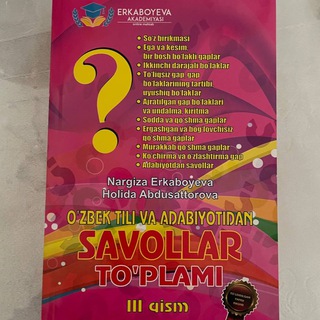 ERKABOYEVA
AKADEMIYASI
• So'z birikmasi
• Ega va kesim,
bir bosh bo'lakli gaplar
• Ikkinchi darajali bo'laklar
• To'liqsiz gap, gap
bo'laklarining tartibi,
uyushiq bo'laklar
• Ajratilgan gap bo'laklari
va undalma, kiritma
• Sodda va qo'shma gaplar
• Ergashgan va bog'lovchisiz
qo'shma gaplar
• Murakkab qo'shma gaplar
• Ko'chirma va o'zlashtirma gap
• Adabiyotdan savollar
?
Nargiza Erkaboyeva
Holida Abdusattorova
O'ZBEK TILI VA ADABIYOTIDAN
SAVOLLAR
TO'PLAMI
III qism